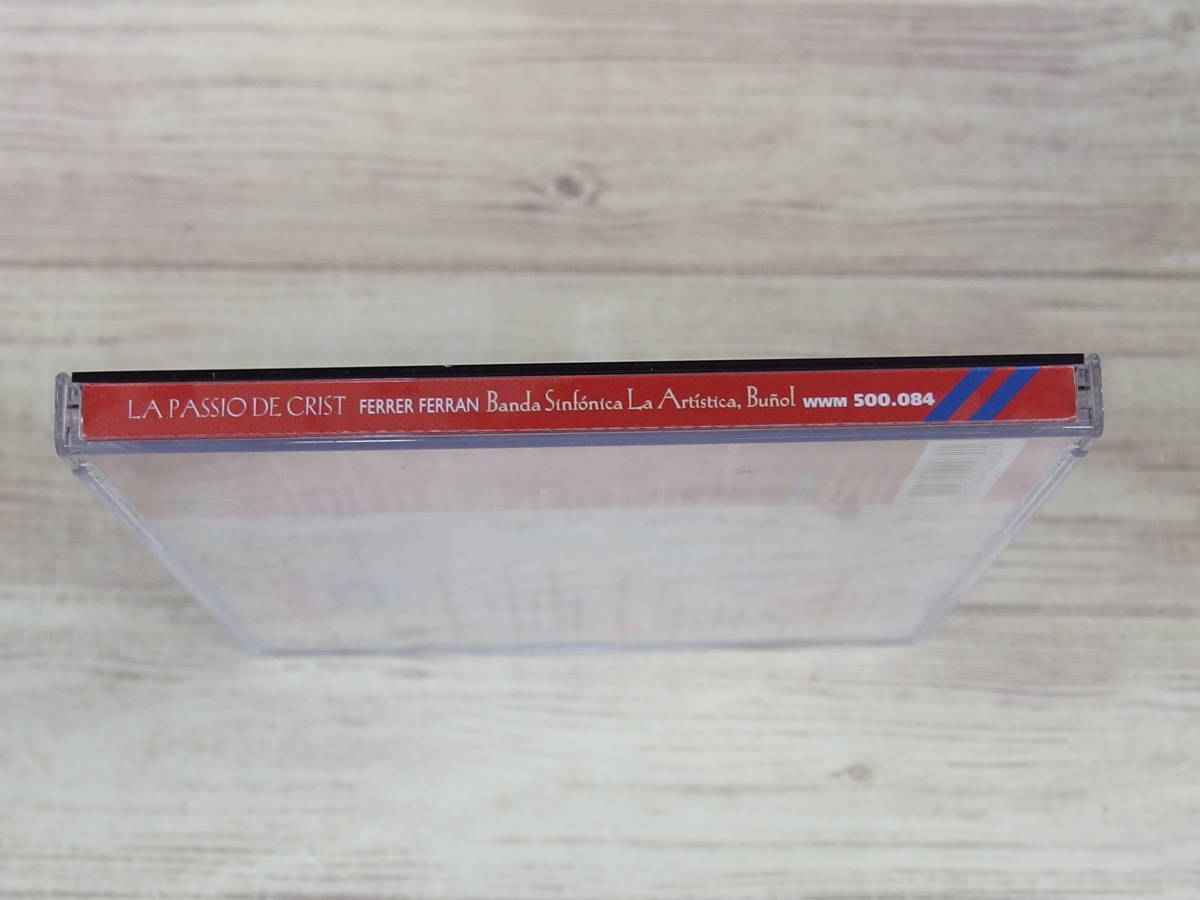 LA PASSIO DE CRIST FERRER FERRAN Banda Sinfónica La Artística, Buñol WWM 500.084